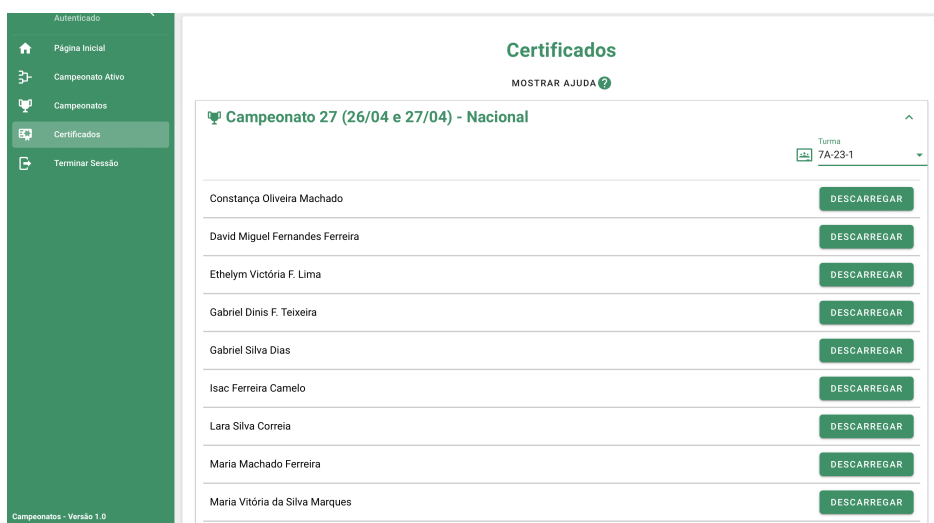 Autenticado
Página Inicial
Campeonato Ativo
Campeonatos
Certificados
Terminar Sessão
Campeonatos - Versão 1.0
Certificados
MOSTRAR AJUDA ?
Campeonato 27 (26/04 e 27/04) - Nacional
Turma
7A-23-1
Constança Oliveira Machado DESCARREGAR
David Miguel Fernandes Ferreira DESCARREGAR
Ethelym Victória F. Lima DESCARREGAR
Gabriel Dinis F. Teixeira DESCARREGAR
Gabriel Silva Dias DESCARREGAR
Isac Ferreira Camelo DESCARREGAR
Lara Silva Correia DESCARREGAR
Maria Machado Ferreira DESCARREGAR
Maria Vitória da Silva Marques DESCARREGAR